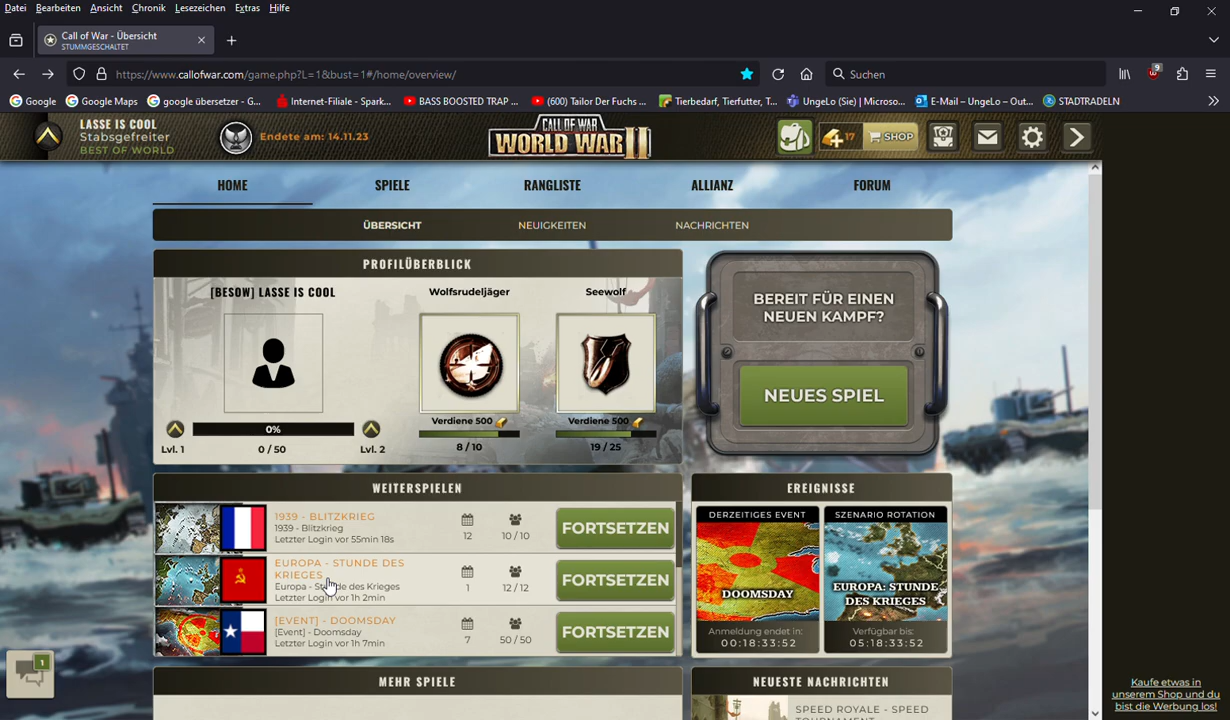 Datei Bearbeiten Ansicht Chronik Lesezeichen Extras Hilfe
Call of War - Übersicht
STUMMGESCHALTET
https://www.callofwar.com/game.php?L=1&bust=1#/home/overview/
Suchen
9
Google Google Maps google übersetzer - G... Internet-Filiale - Spark... BASS BOOSTED TRAP ... (600) Tailor Der Fuchs ... Tierbedarf, Tierfutter, T... UngeLo (Sie) | Microso... E-Mail – UngeLo – Out... STADTRADELN
LASSE IS COOL
Stabsgefreiter
BEST OF WORLD
Endete am: 14.11.23
CALL OF WAR
WORLD WAR II
17
SHOP
HOME SPIELE RANGLISTE ALLIANZ FORUM
ÜBERSICHT NEUIGKEITEN NACHRICHTEN
PROFILÜBERBLICK
[BESOW] LASSE IS COOL
Wolfsrudeljäger
Seewolf
Verdiene 500
Verdiene 500
0%
Lvl. 1
0 / 50
Lvl. 2
8 / 10
19 / 25
BEREIT FÜR EINEN
NEUEN KAMPF?
NEUES SPIEL
WEITERSPIELEN
1939 - BLITZKRIEG
1939 - Blitzkrieg
Letzter Login vor 55min 18s
12
10 / 10
FORTSETZEN
EUROPA - STUNDE DES
KRIEGES
Europa - Stunde des Krieges
Letzter Login vor 1h 2min
1
12 / 12
FORTSETZEN
[EVENT] - DOOMSDAY
[Event] - Doomsday
Letzter Login vor 1h 7min
7
50 / 50
FORTSETZEN
EREIGNISSE
DERZEITIGES EVENT
DOOMSDAY
Anmeldung endet in:
00:18:33:52
SZENARIO ROTATION
EUROPA: STUNDE
DES KRIEGES
Verfügbar bis:
05:18:33:52
MEHR SPIELE
NEUESTE NACHRICHTEN
SPEED ROYALE - SPEED
TOURNAMENT
1
Kaufe etwas in
unserem Shop und du
bist die Werbung los!